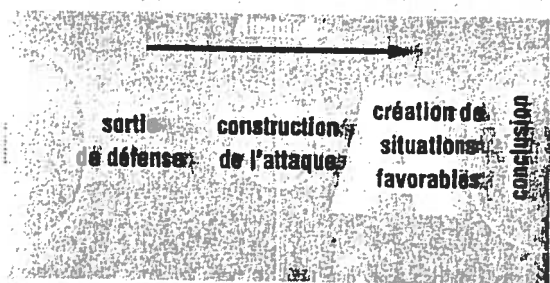 sortie
de défense
construction
de l'attaque
création de
situations
favorables
conclusion